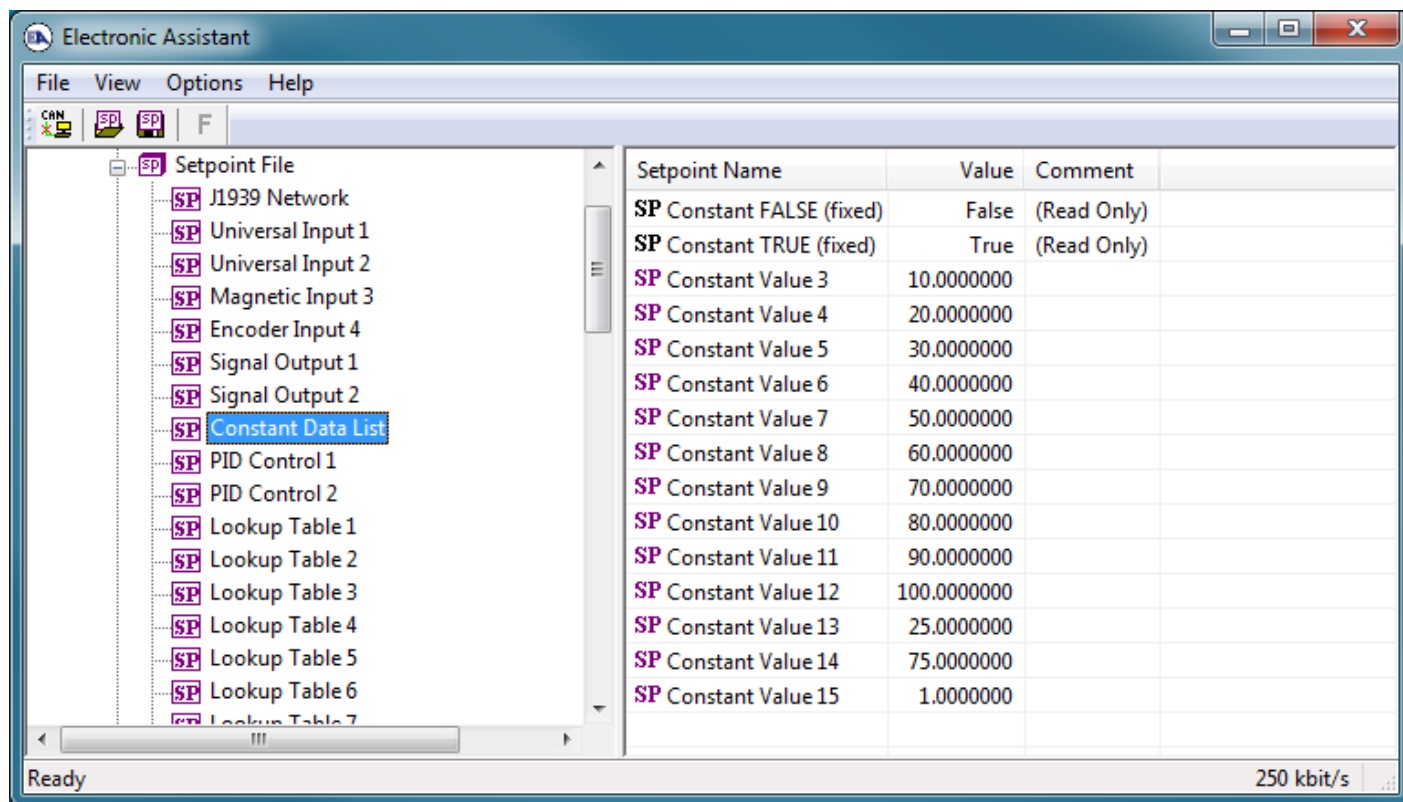 Electronic Assistant
File View Options Help
CAN SP SP F
Setpoint File
J1939 Network
Universal Input 1
Universal Input 2
Magnetic Input 3
Encoder Input 4
Signal Output 1
Signal Output 2
Constant Data List
PID Control 1
PID Control 2
Lookup Table 1
Lookup Table 2
Lookup Table 3
Lookup Table 4
Lookup Table 5
Lookup Table 6
Lookup Table 7
Setpoint Name Value Comment
SP Constant FALSE (fixed) False (Read Only)
SP Constant TRUE (fixed) True (Read Only)
SP Constant Value 3 10.0000000
SP Constant Value 4 20.0000000
SP Constant Value 5 30.0000000
SP Constant Value 6 40.0000000
SP Constant Value 7 50.0000000
SP Constant Value 8 60.0000000
SP Constant Value 9 70.0000000
SP Constant Value 10 80.0000000
SP Constant Value 11 90.0000000
SP Constant Value 12 100.0000000
SP Constant Value 13 25.0000000
SP Constant Value 14 75.0000000
SP Constant Value 15 1.0000000
Ready 250 kbit/s